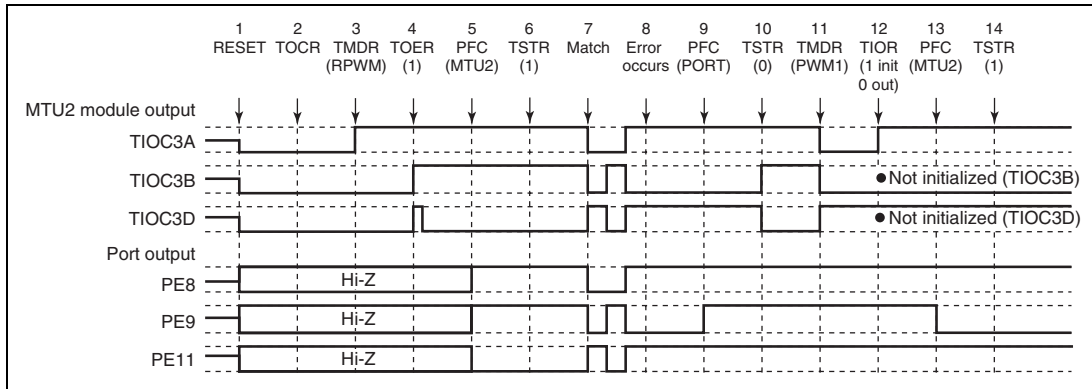 1 2 3 4 5 6 7 8 9 10 11 12 13 14
RESET TOCR TMDR TOER PFC TSTR Match Error PFC TSTR TMDR TIOR PFC TSTR
(RPWM) (1) (MTU2) (1) occurs (PORT) (0) (PWM1) (1 init (MTU2) (1)
0 out)
MTU2 module output
TIOC3A
TIOC3B
• Not initialized (TIOC3B)
TIOC3D
• Not initialized (TIOC3D)
Port output
PE8
Hi-Z
PE9
Hi-Z
PE11
Hi-Z